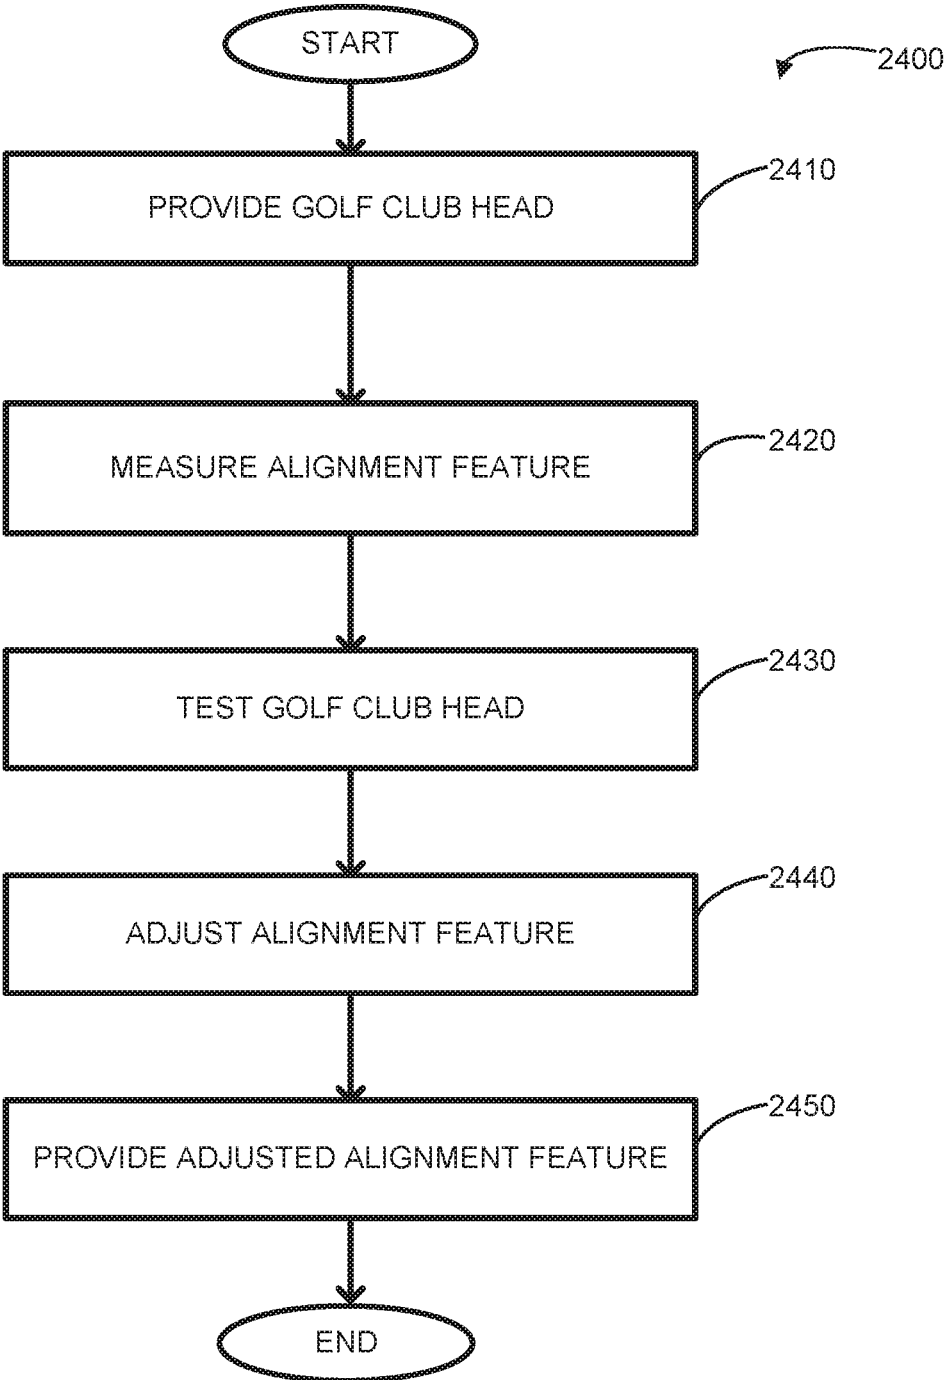 START
2400
PROVIDE GOLF CLUB HEAD
2410
MEASURE ALIGNMENT FEATURE
2420
TEST GOLF CLUB HEAD
2430
ADJUST ALIGNMENT FEATURE
2440
PROVIDE ADJUSTED ALIGNMENT FEATURE
2450
END